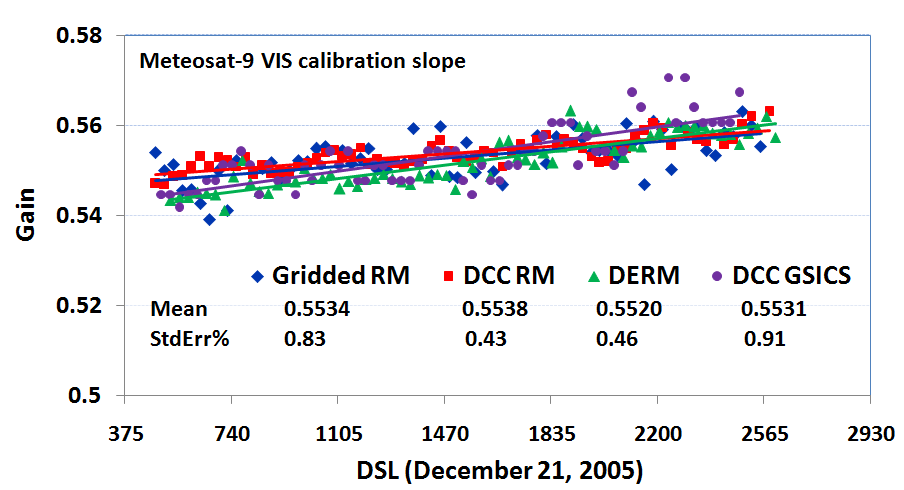 0.58
Meteosat-9 VIS calibration slope
0.56
0.54
0.52
0.5
Gain
Gridded RM DCC RM DERM DCC GSICS
Mean 0.5534 0.5538 0.5520 0.5531
StdErr% 0.83 0.43 0.46 0.91
375 740 1105 1470 1835 2200 2565 2930
DSL (December 21, 2005)